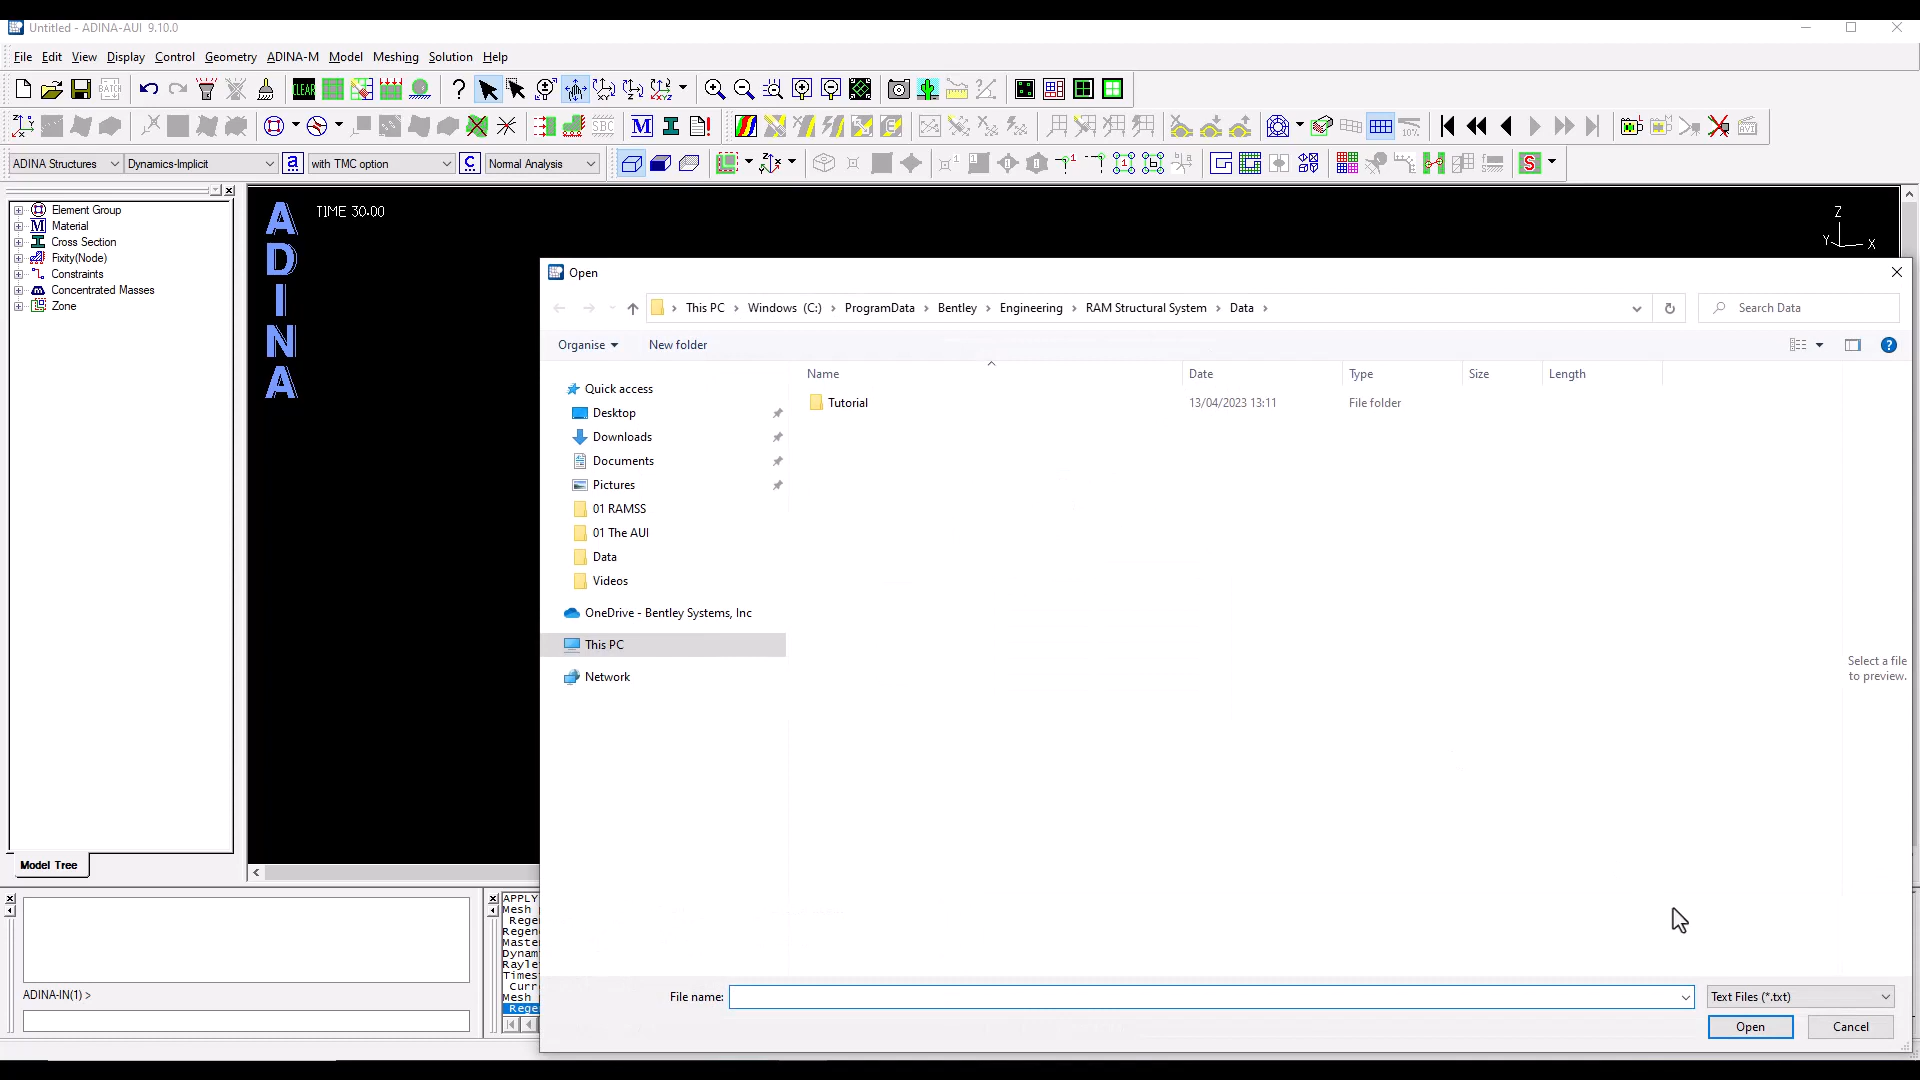 Untitled - ADINA-AUI 9.10.0
File Edit View Display Control Geometry ADINA-M Model Meshing Solution Help
BATCH CLEAR
SBC M 10% AVI
ADINA Structures Dynamics-Implicit a with TMC option C Normal Analysis S
Element Group
Material
Cross Section
Fixity(Node)
Constraints
Concentrated Masses
Zone
Model Tree
A
D
I
N
A
TIME 30.00
Z
Y X
Open
This PC Windows (C:) ProgramData Bentley Engineering RAM Structural System Data
Search Data
Organise New folder
Quick access
Desktop
Downloads
Documents
Pictures
01 RAMSS
01 The AUI
Data
Videos
OneDrive - Bentley Systems, Inc
This PC
Network
Name Date Type Size Length
Tutorial 13/04/2023 13:11 File folder
Select a file
to preview.
File name: Text Files (*.txt)
Open Cancel
ADINA-IN(1) >
APPLY
Mesh
Rege
Regen
Maste
Dynam
Rayle
Times
Curr
Mesh
Rege